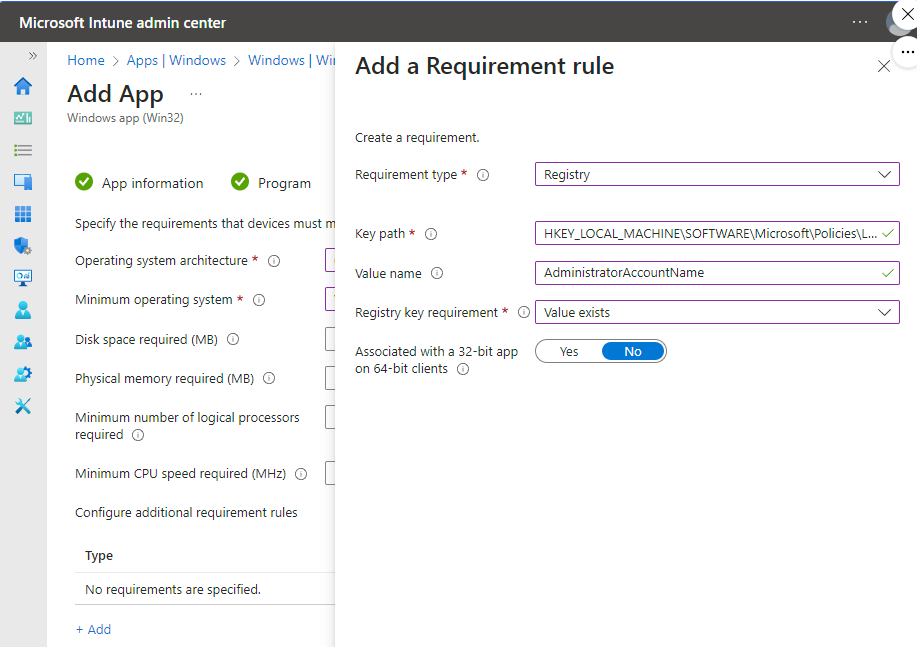 Microsoft Intune admin center
Home > Apps | Windows > Windows | Wi
Add App ...
Windows app (Win32)
App information
Program
Specify the requirements that devices must m
Operating system architecture *
Minimum operating system *
Disk space required (MB)
Physical memory required (MB)
Minimum number of logical processors
required
Minimum CPU speed required (MHz)
Configure additional requirement rules
Type
No requirements are specified.
+ Add
Add a Requirement rule
Create a requirement.
Requirement type *
Registry
Key path *
HKEY_LOCAL_MACHINE\SOFTWARE\Microsoft\Policies\L...
Value name
AdministratorAccountName
Registry key requirement *
Value exists
Associated with a 32-bit app
on 64-bit clients
Yes
No